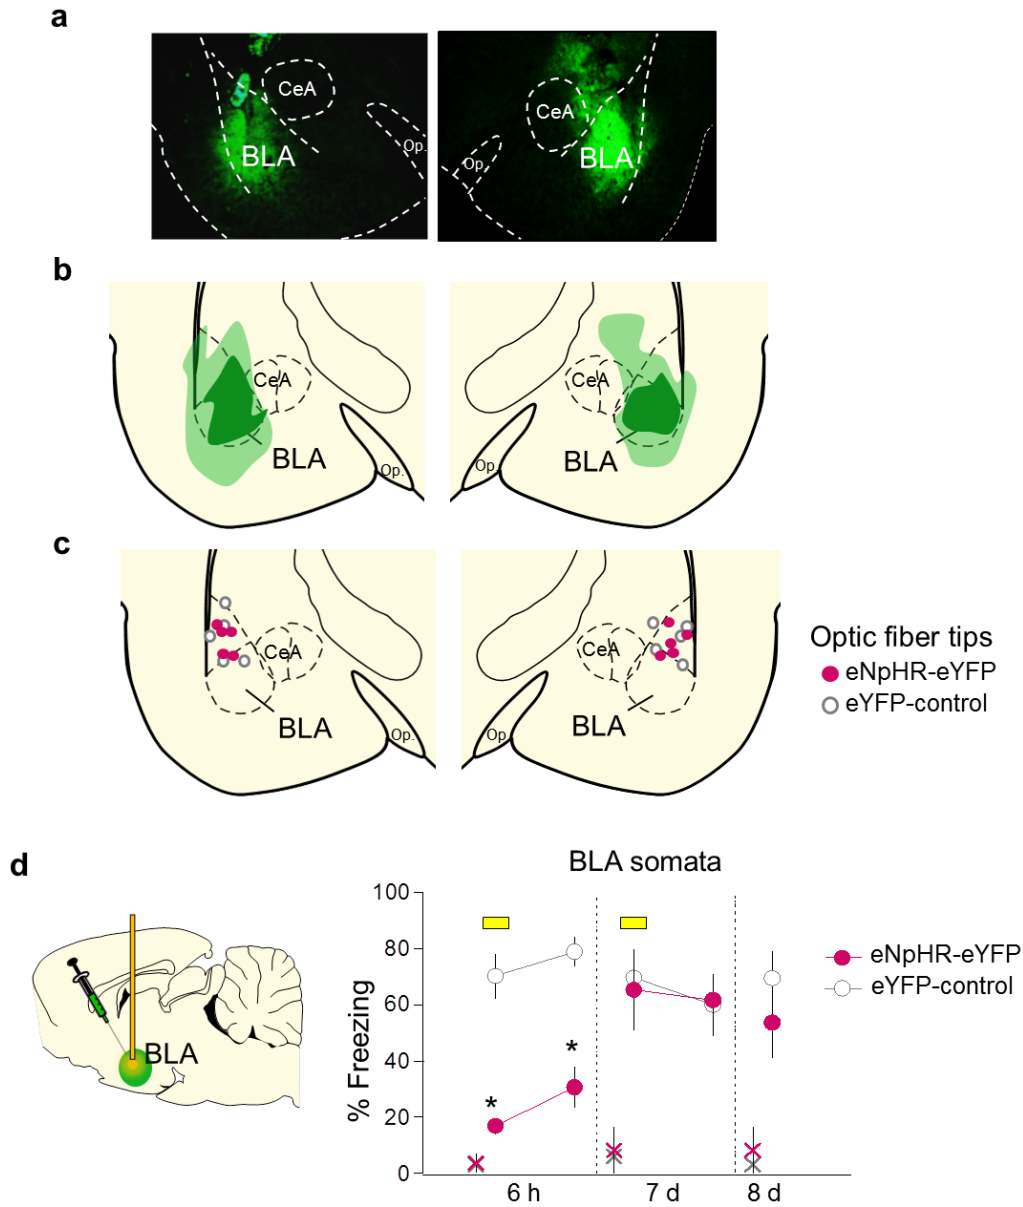 a
CeA
BLA
Op.
CeA
BLA
Op.
b
CeA
BLA
Op.
CeA
BLA
Op.
c
CeA
BLA
Op.
CeA
BLA
Op.
Optic fiber tips
eNpHR-eYFP
eYFP-control
d
BLA
BLA somata
% Freezing
100
80
60
40
20
0
*
*
6 h
7 d
8 d
eNpHR-eYFP
eYFP-control